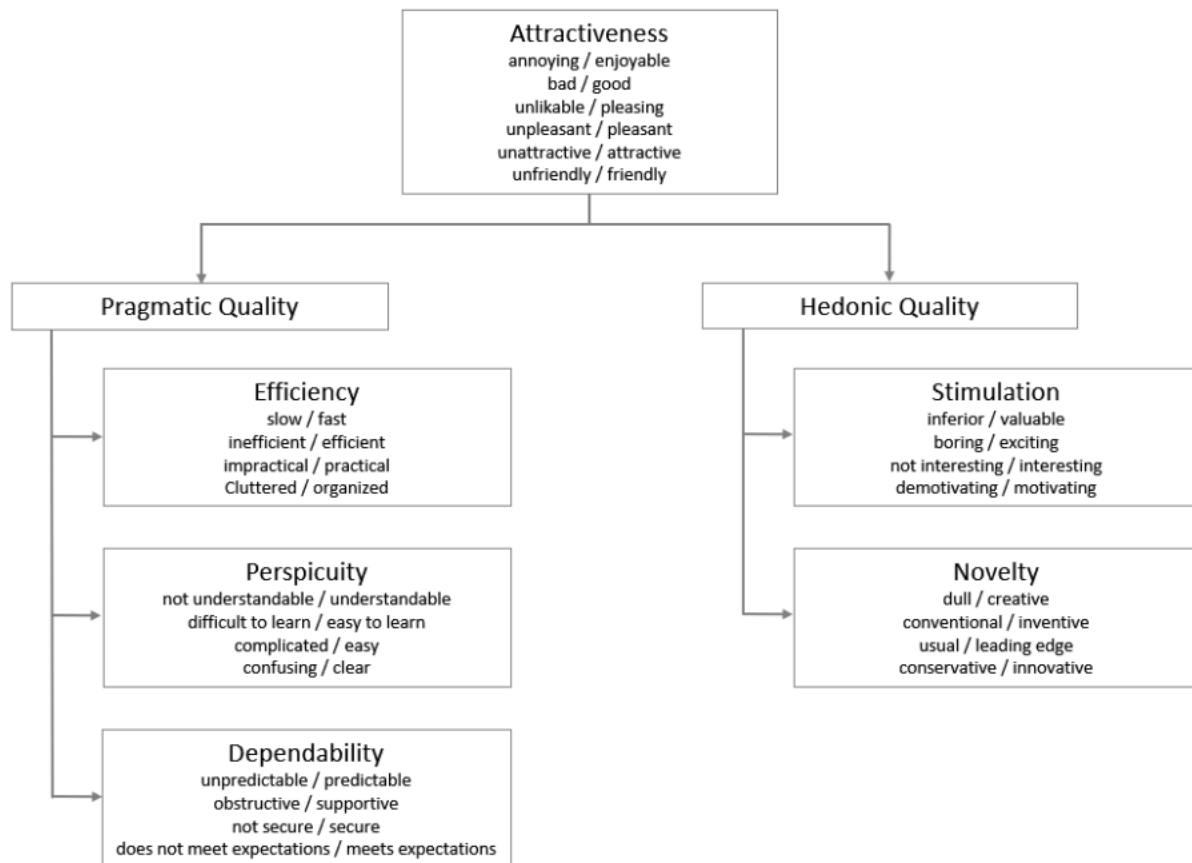 Attractiveness
annoying / enjoyable
bad / good
unlikable / pleasing
unpleasant / pleasant
unattractive / attractive
unfriendly / friendly
Pragmatic Quality
Efficiency
slow / fast
inefficient / efficient
impractical / practical
Cluttered / organized
Perspicuity
not understandable / understandable
difficult to learn / easy to learn
complicated / easy
confusing / clear
Dependability
unpredictable / predictable
obstructive / supportive
not secure / secure
does not meet expectations / meets expectations
Hedonic Quality
Stimulation
inferior / valuable
boring / exciting
not interesting / interesting
demotivating / motivating
Novelty
dull / creative
conventional / inventive
usual / leading edge
conservative / innovative